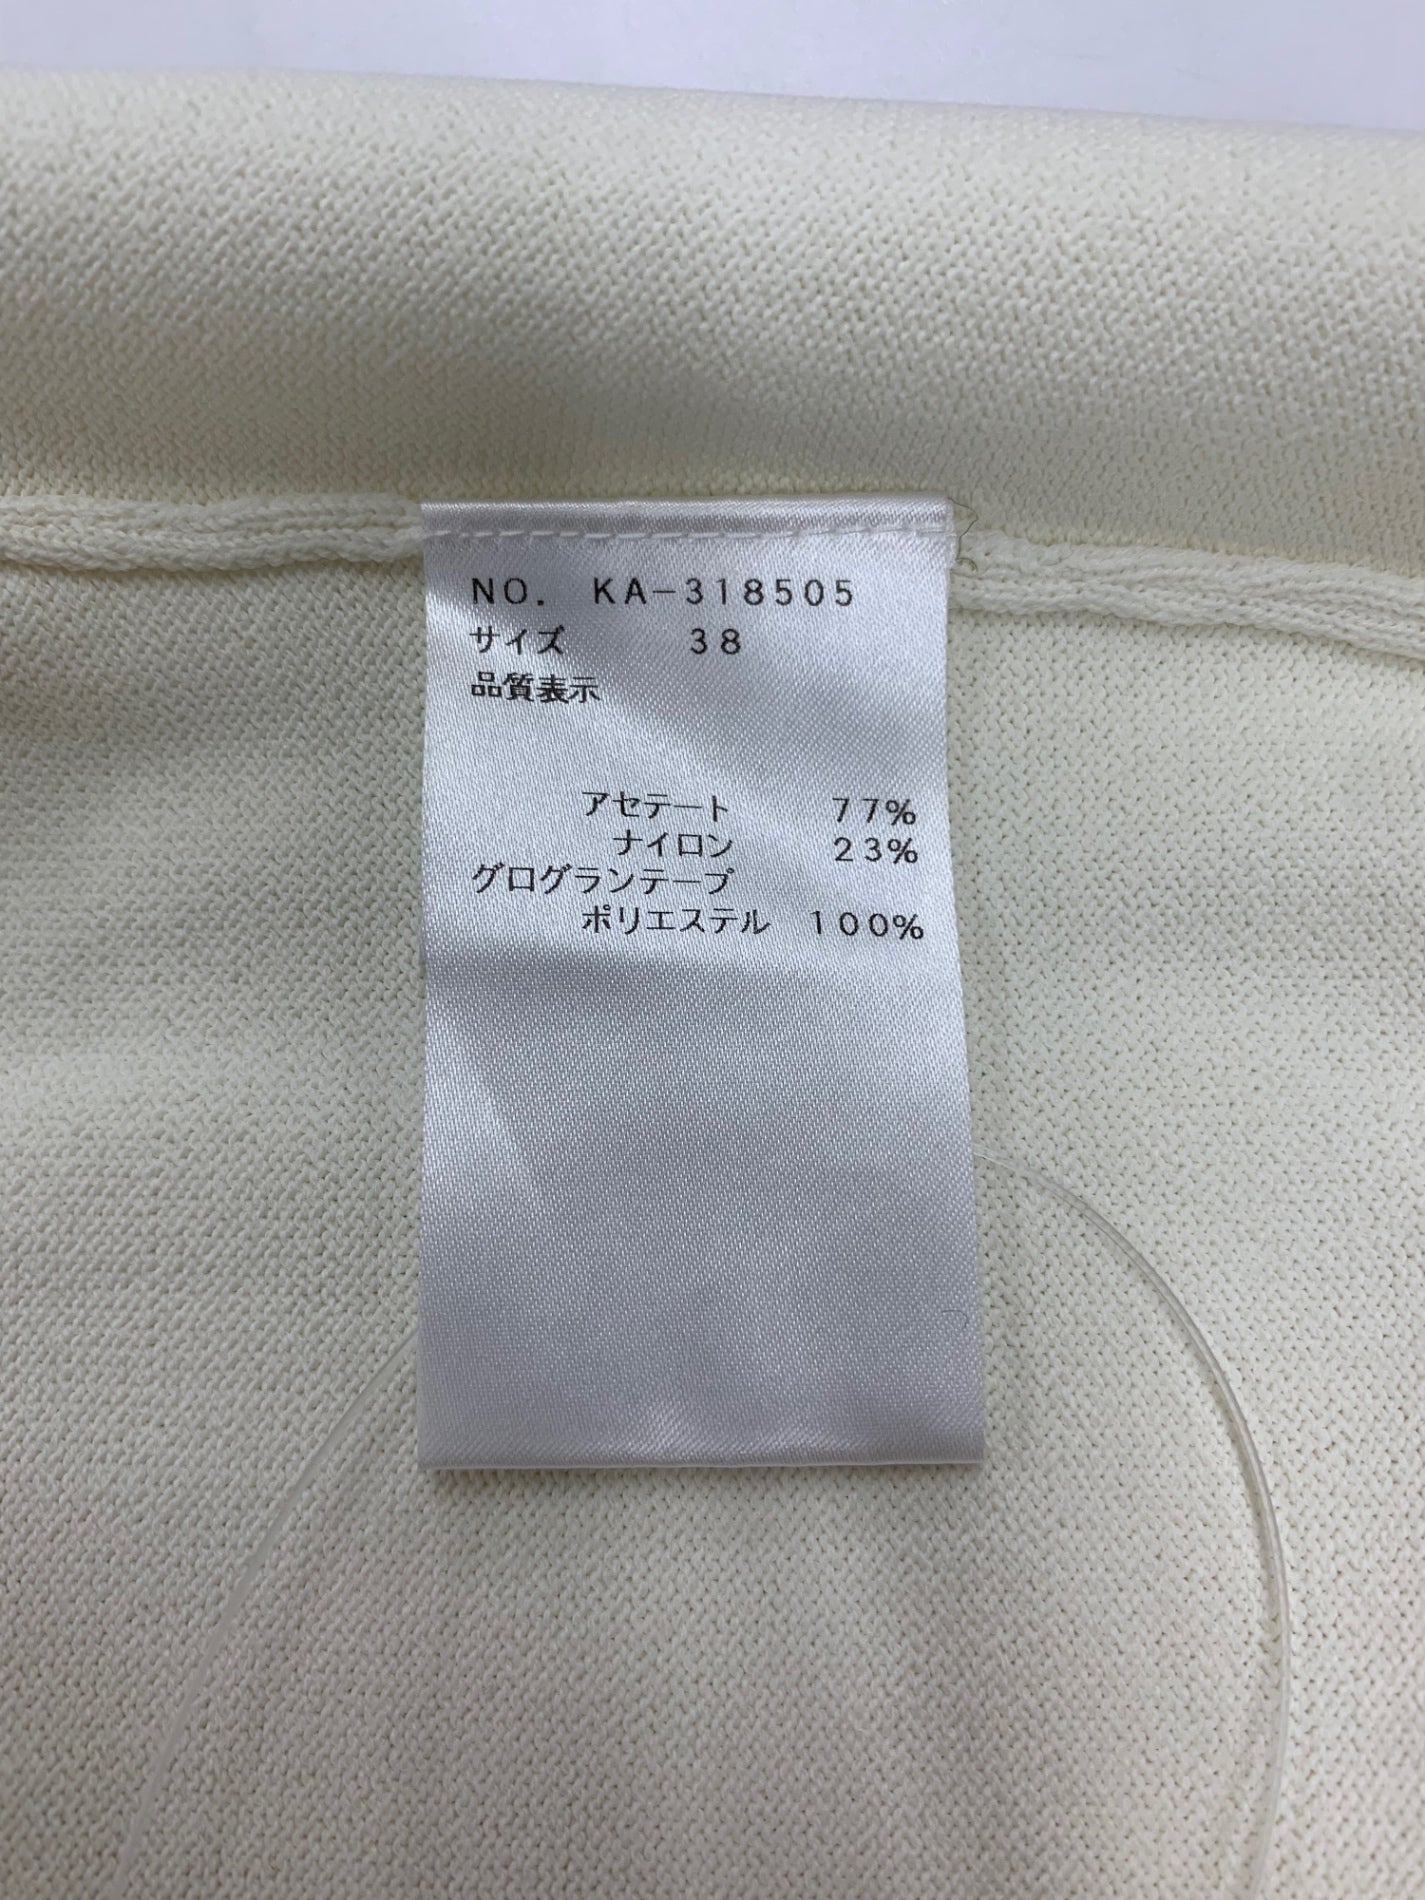 NO. KA-318505
サイズ 38
品質表示
アセテート 77%
ナイロン 23%
グログランテープ
ポリエステル 100%